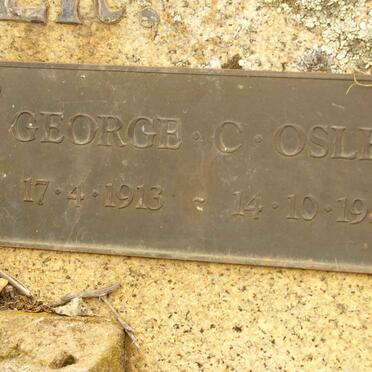 GEORGE · C · OSLE
17 · 4 · 1913 ~ 14 · 10 · 19